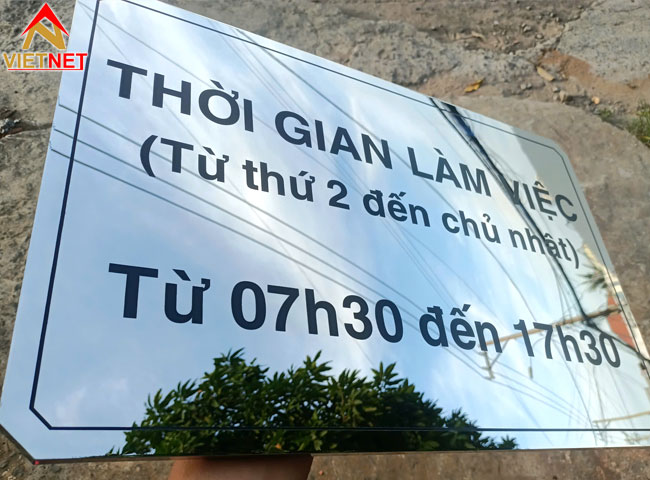 VIETNET
THỜI GIAN LÀM VIỆC
(Từ thứ 2 đến chủ nhật)
Từ 07h30 đến 17h30